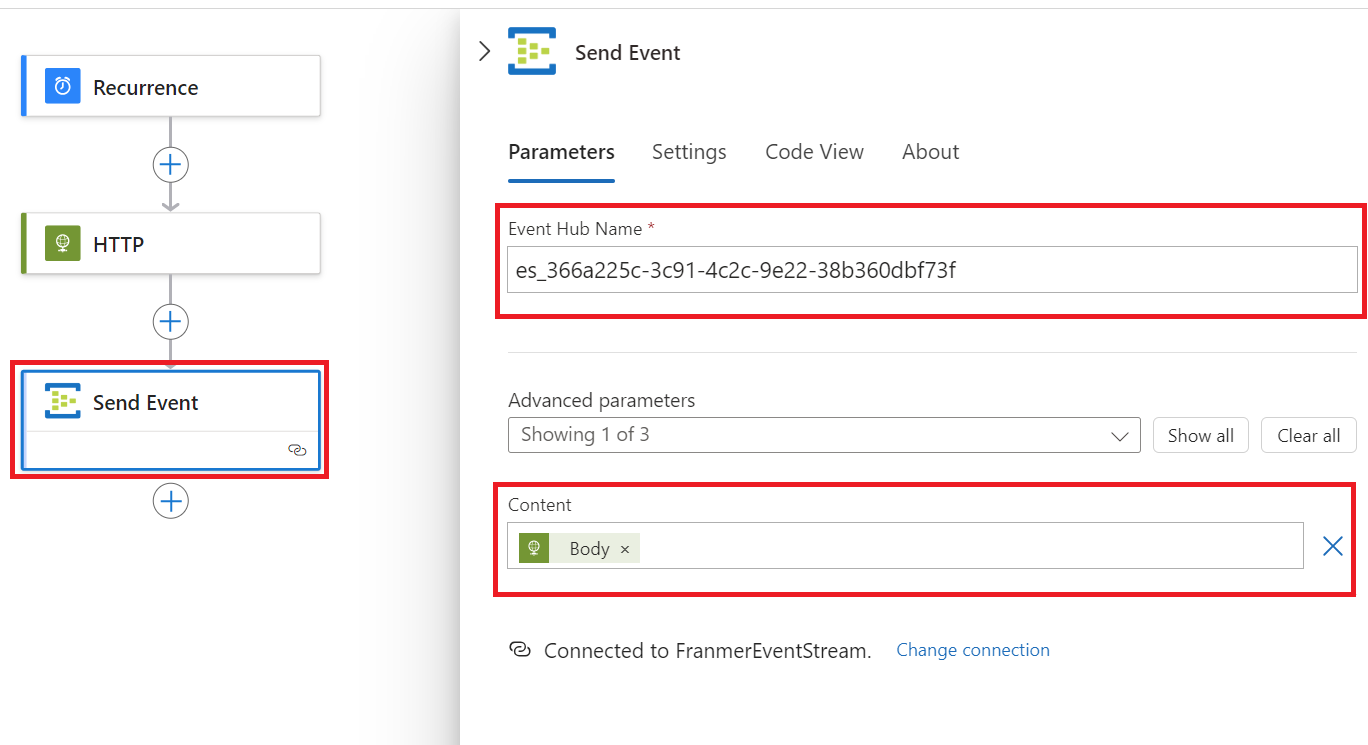 Recurrence
HTTP
Send Event
Send Event
Parameters Settings Code View About
Event Hub Name *
es_366a225c-3c91-4c2c-9e22-38b360dbf73f
Advanced parameters
Showing 1 of 3 Show all Clear all
Content
Body ×
Connected to FranmerEventStream. Change connection